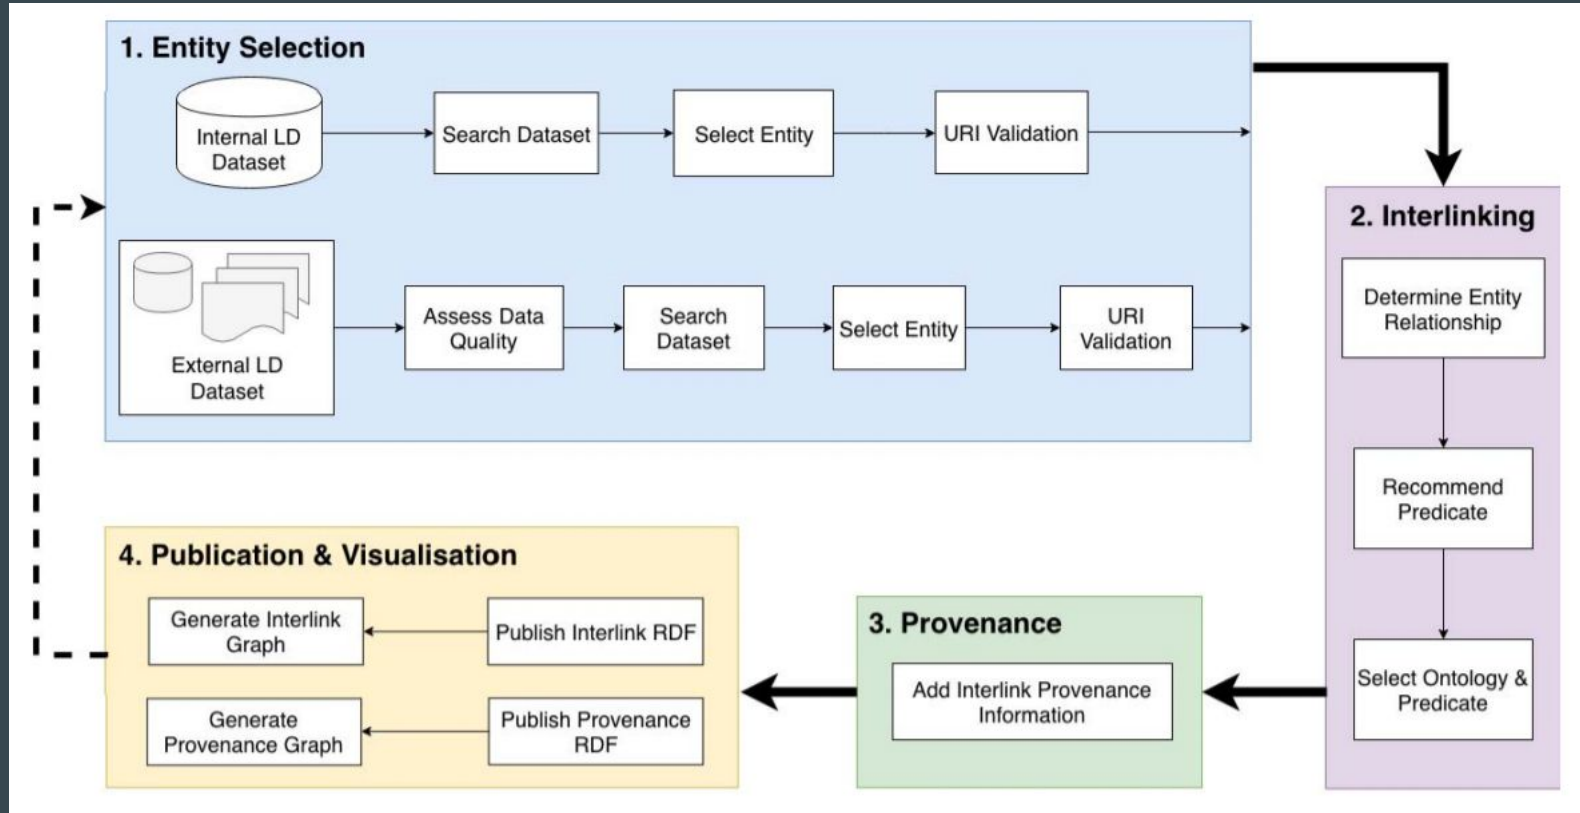 1. Entity Selection
Internal LD
Dataset
Search Dataset
Select Entity
URI Validation
External LD
Dataset
Assess Data
Quality
Search
Dataset
Select Entity
URI
Validation
2. Interlinking
Determine Entity
Relationship
Recommend
Predicate
Select Ontology &
Predicate
3. Provenance
Add Interlink Provenance
Information
4. Publication & Visualisation
Generate Interlink
Graph
Publish Interlink RDF
Generate
Provenance Graph
Publish Provenance
RDF